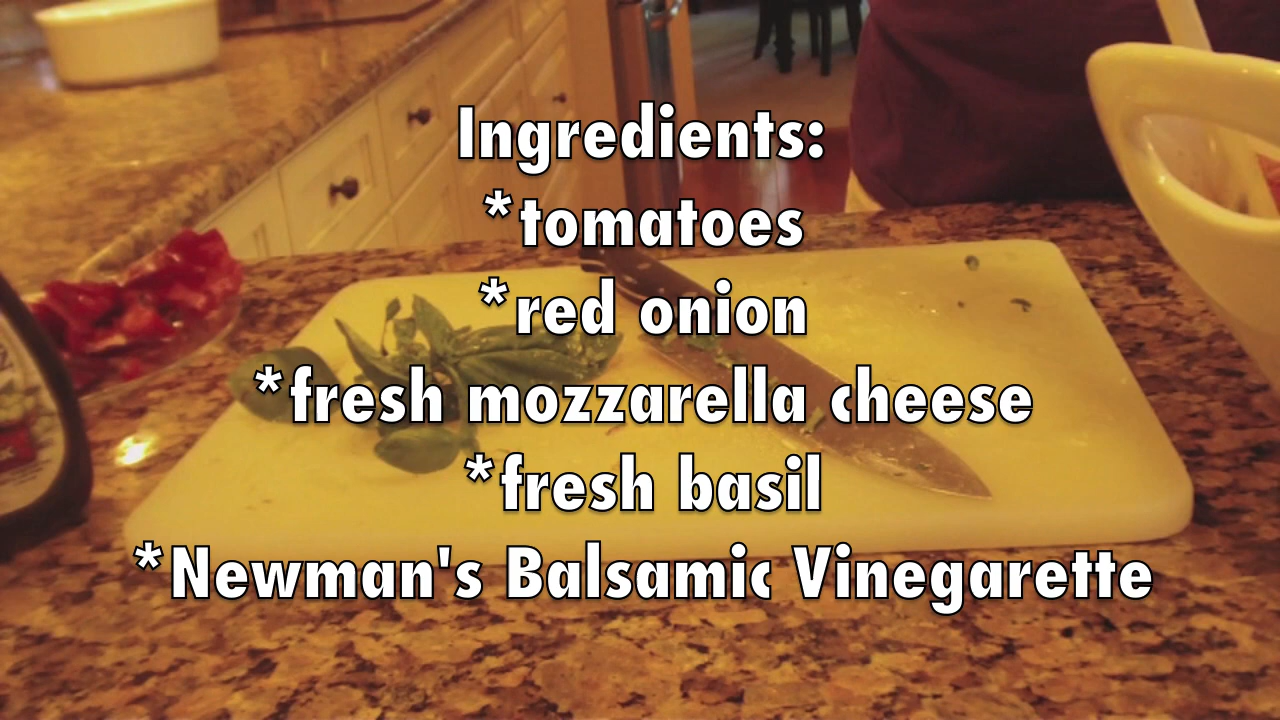 Ingredients:
*tomatoes
*red onion
*fresh mozzarella cheese
*fresh basil
*Newman's Balsamic Vinegarette